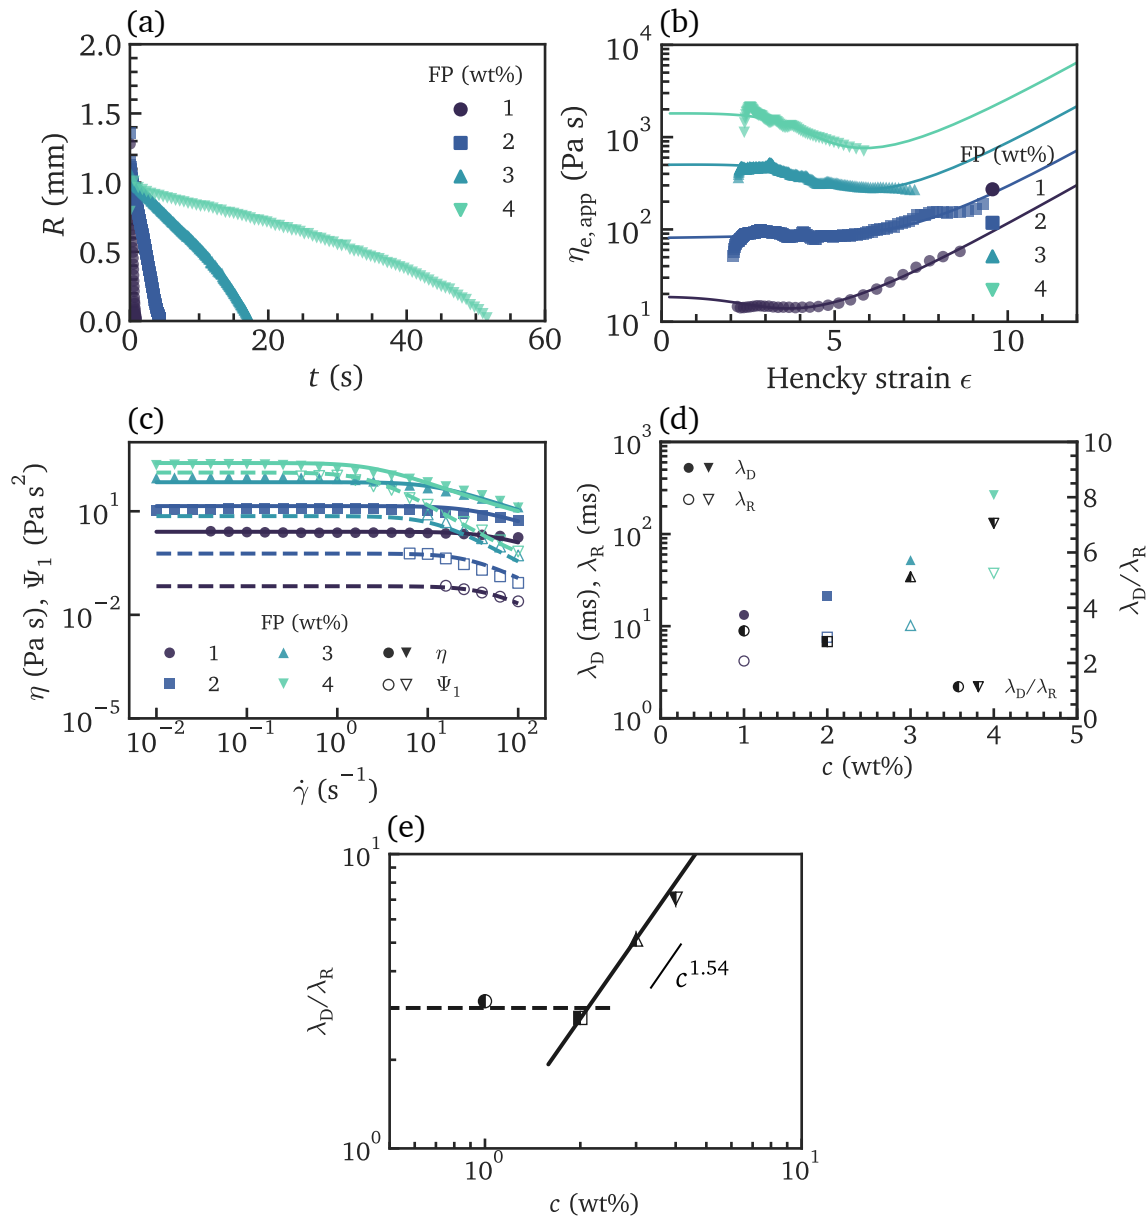 (a)
2.0
1.5
1.0
0.5
0.0
R (mm)
0
20
40
60
t (s)
FP (wt%)
1
2
3
4
(b)
10^4
10^3
10^2
10^1
η_{e, app} (Pa s)
5
10
Hencky strain ϵ
FP (wt%)
1
2
3
4
(c)
10^1
10^{−2}
10^{−5}
η (Pa s), Ψ_1 (Pa s^2)
FP (wt%)
1
3
η
2
4
Ψ_1
10^{−2}
10^{−1}
10^0
10^1
10^2
γ̇ (s^{−1})
(d)
10^3
10^2
10^1
10^0
λ_D (ms), λ_R (ms)
λ_D
λ_R
λ_D/λ_R
10
8
6
4
2
0
λ_D/λ_R
0
1
2
3
4
5
c (wt%)
(e)
10^1
10^0
λ_D/λ_R
c^{1.54}
10^0
10^1
c (wt%)